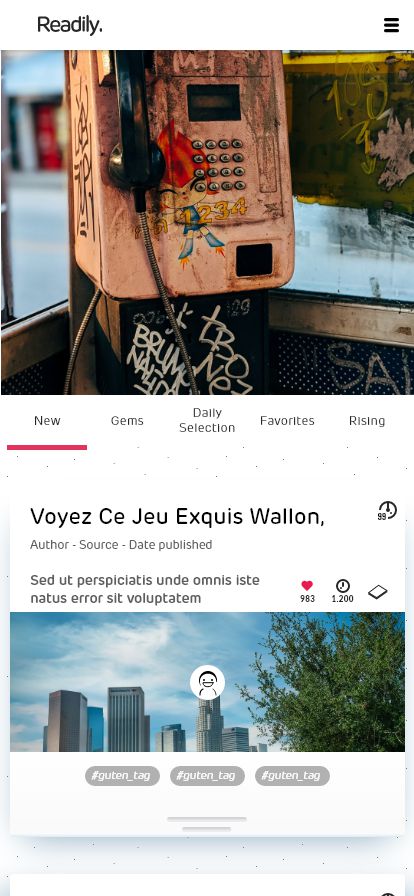 Readily.
1234
New
Gems
Daily
Selection
Favorites
Rising
Voyez Ce Jeu Exquis Wallon,
99
Author - Source - Date published
Sed ut perspiciatis unde omnis iste
natus error sit voluptatem
983
1.200
#guten_tag
#guten_tag
#guten_tag